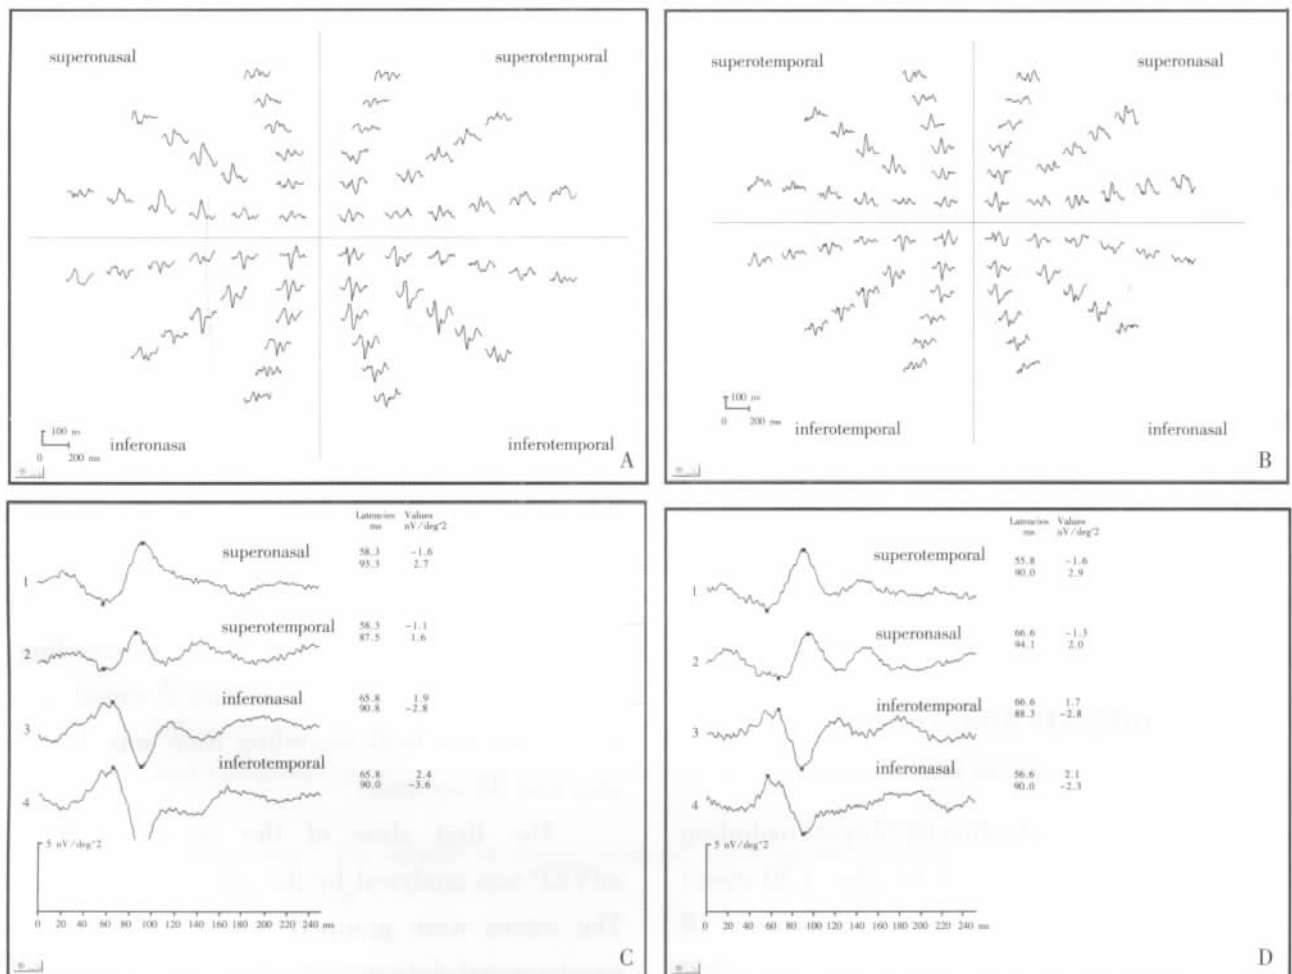 superonasal
superotemporal
100 nv
0 200 ms
inferonasa
inferotemporal
A
superotemporal
superonasal
100 nv
0 200 ms
inferotemporal
inferonasal
B
Latencies Values
ms nV/deg^2
superonasal
58.3 -1.6
93.3 2.7
1
superotemporal
58.3 -1.1
87.5 1.6
2
inferonasal
65.8 1.9
90.8 -2.8
3
inferotemporal
65.8 2.4
90.0 -3.6
4
5 nV/deg^2
0 20 40 60 80 100 120 140 160 180 200 220 240 ms
C
Latencies Values
ms nV/deg^2
superotemporal
55.8 -1.6
90.0 2.9
1
superonasal
66.6 -1.3
94.1 2.0
2
inferotemporal
66.6 1.7
88.3 -2.8
3
inferonasal
56.6 2.1
90.0 -2.3
4
5 nV/deg^2
0 20 40 60 80 100 120 140 160 180 200 220 240 ms
D